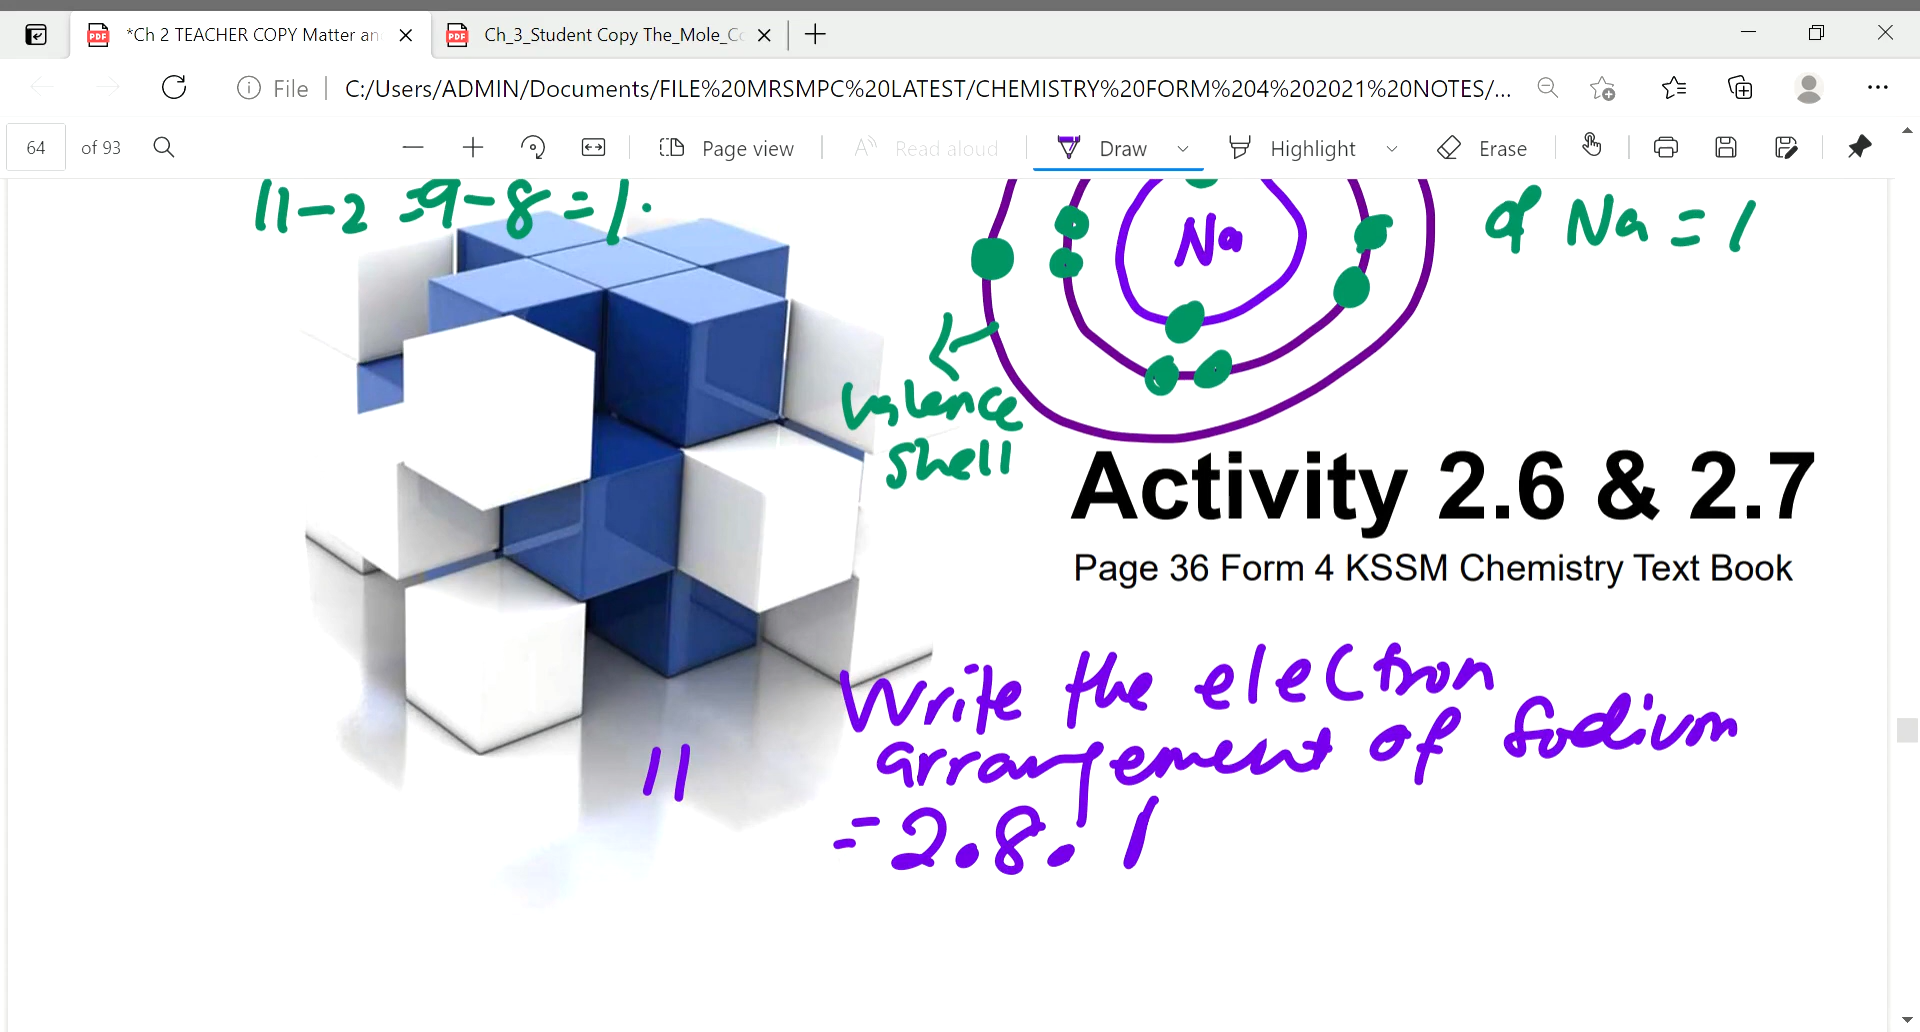 *Ch 2 TEACHER COPY Matter an
Ch_3_Student Copy The_Mole_Co
File
C:/Users/ADMIN/Documents/FILE%20MRSMPC%20LATEST/CHEMISTRY%20FORM%204%202021%20NOTES/...
64 of 93
Page view
Read aloud
Draw
Highlight
Erase
11-2=9-8=1.
Na
of Na = 1
valence
shell
Activity 2.6 & 2.7
Page 36 Form 4 KSSM Chemistry Text Book
Write the electron
arrangement of Sodium
11
=2.8.1